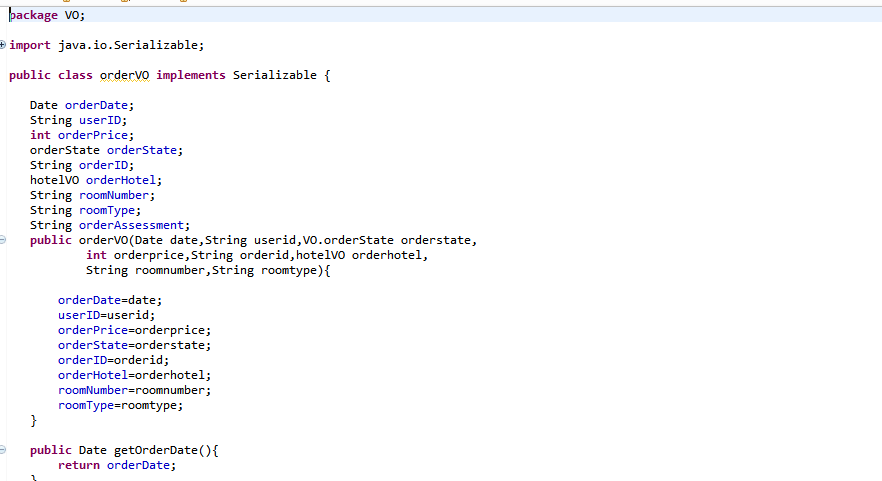 package VO;
import java.io.Serializable;
public class orderVO implements Serializable {
Date orderDate;
String userID;
int orderPrice;
orderState orderState;
String orderID;
hotelVO orderHotel;
String roomNumber;
String roomType;
String orderAssessment;
public orderVO(Date date,String userid,VO.orderState orderstate,
int orderprice,String orderid,hotelVO orderhotel,
String roomnumber,String roomtype){
orderDate=date;
userID=userid;
orderPrice=orderprice;
orderState=orderstate;
orderID=orderid;
orderHotel=orderhotel;
roomNumber=roomnumber;
roomType=roomtype;
}
public Date getOrderDate(){
return orderDate;
}